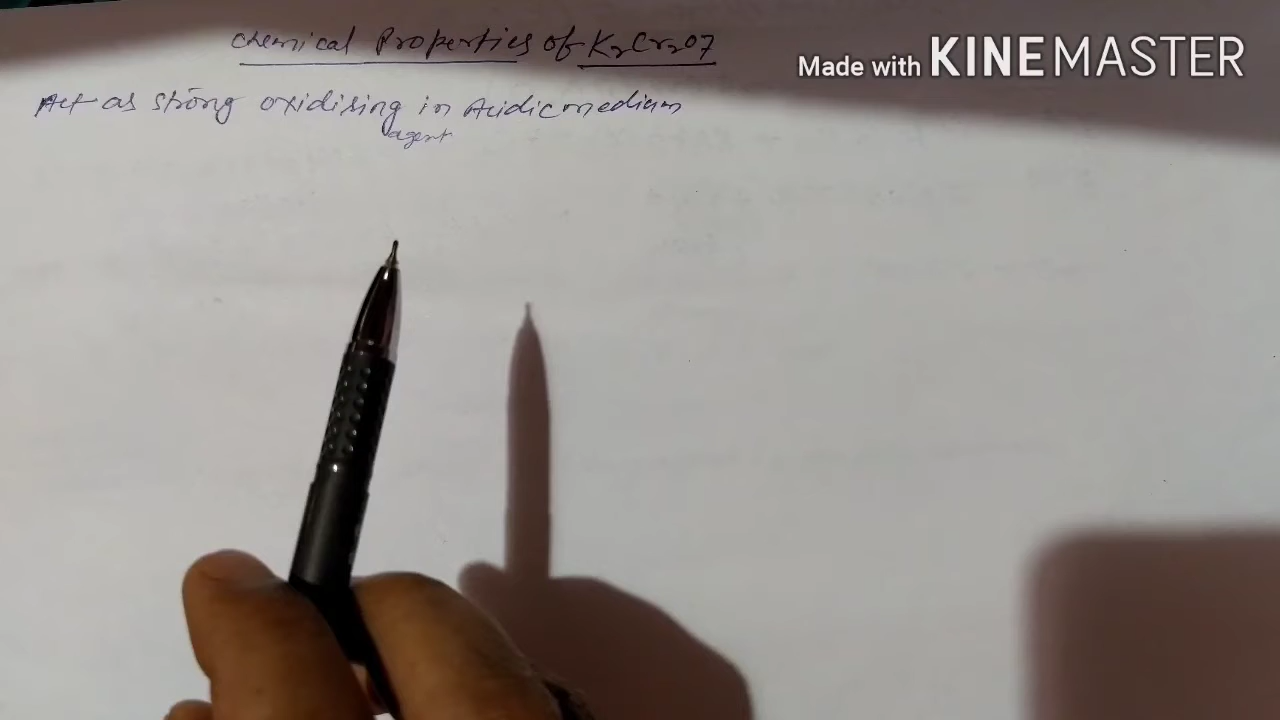 Chemical Properties of K2Cr2O7
Made with KINEMASTER
Act as strong oxidising in Acidic medium
agent